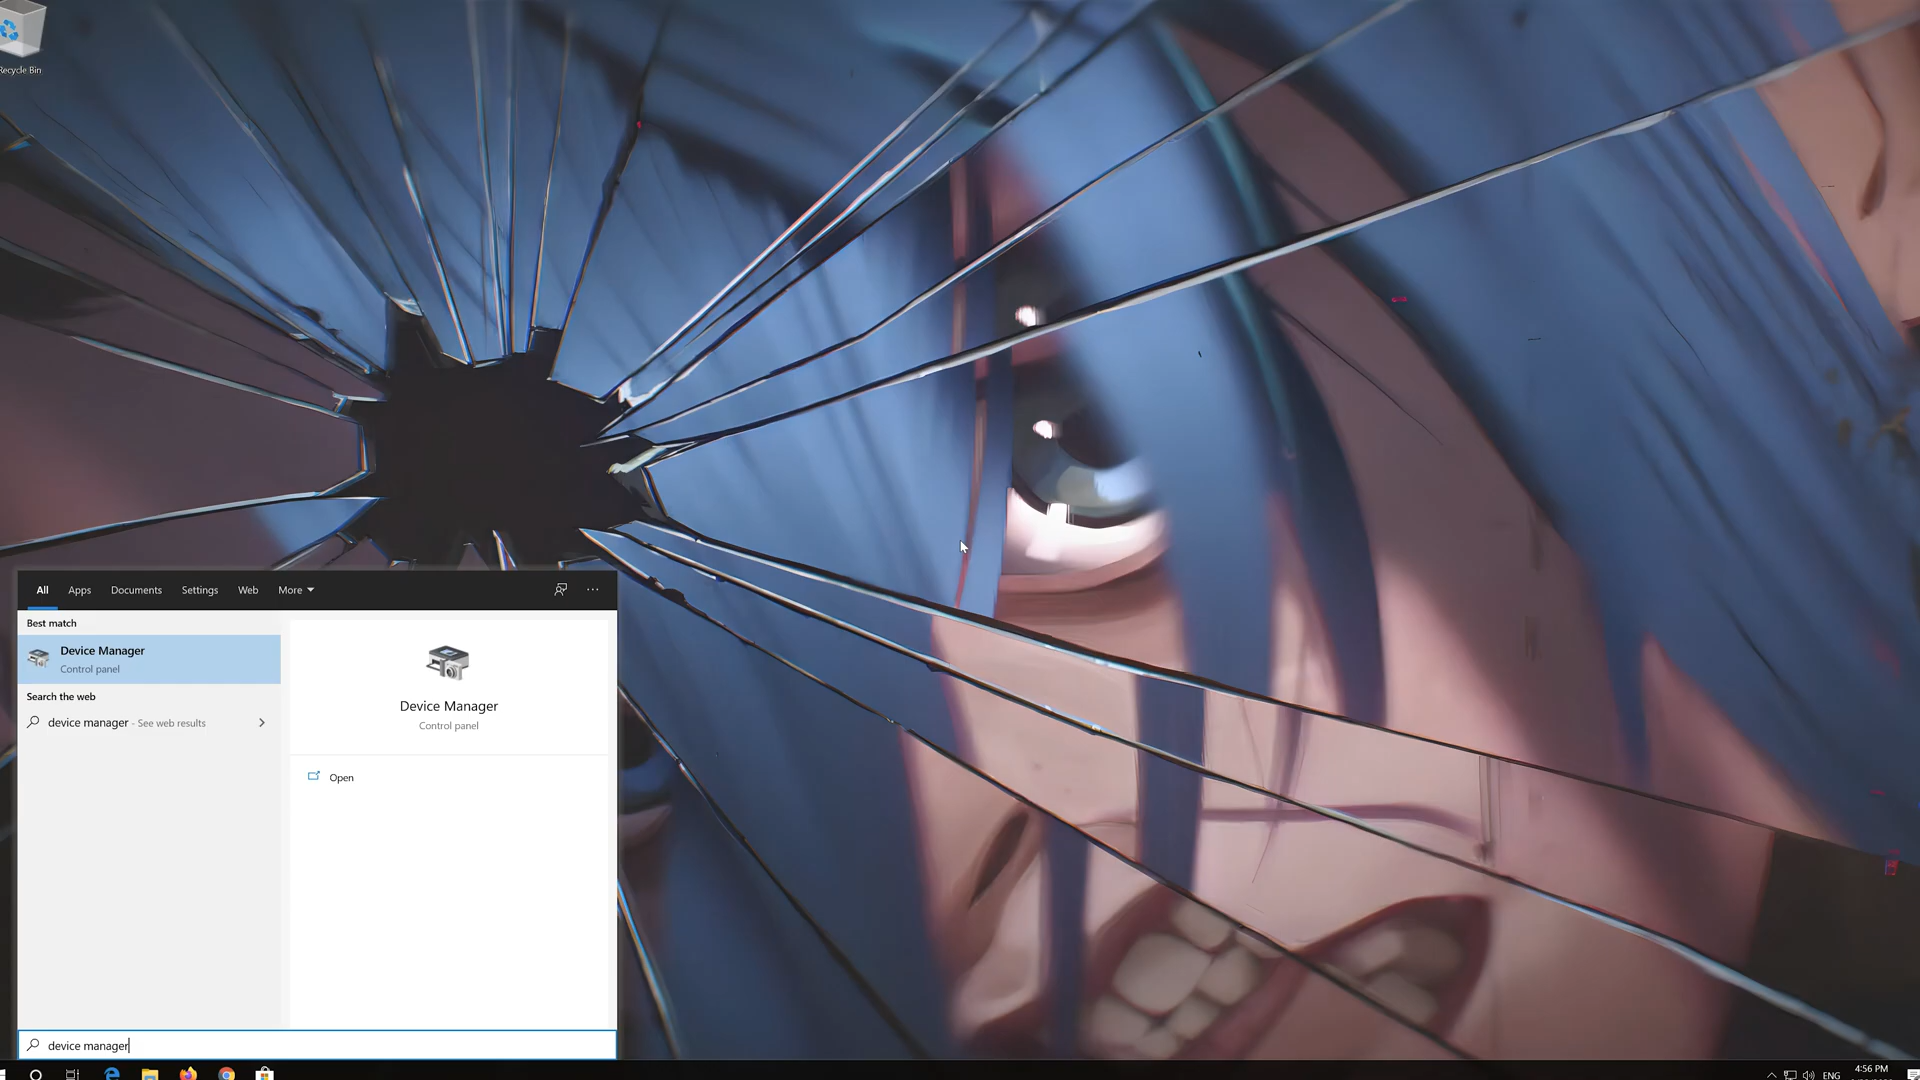 Recycle Bin
All Apps Documents Settings Web More
Best match
Device Manager
Control panel
Search the web
device manager - See web results
Device Manager
Control panel
Open
device manager
ENG
4:56 PM